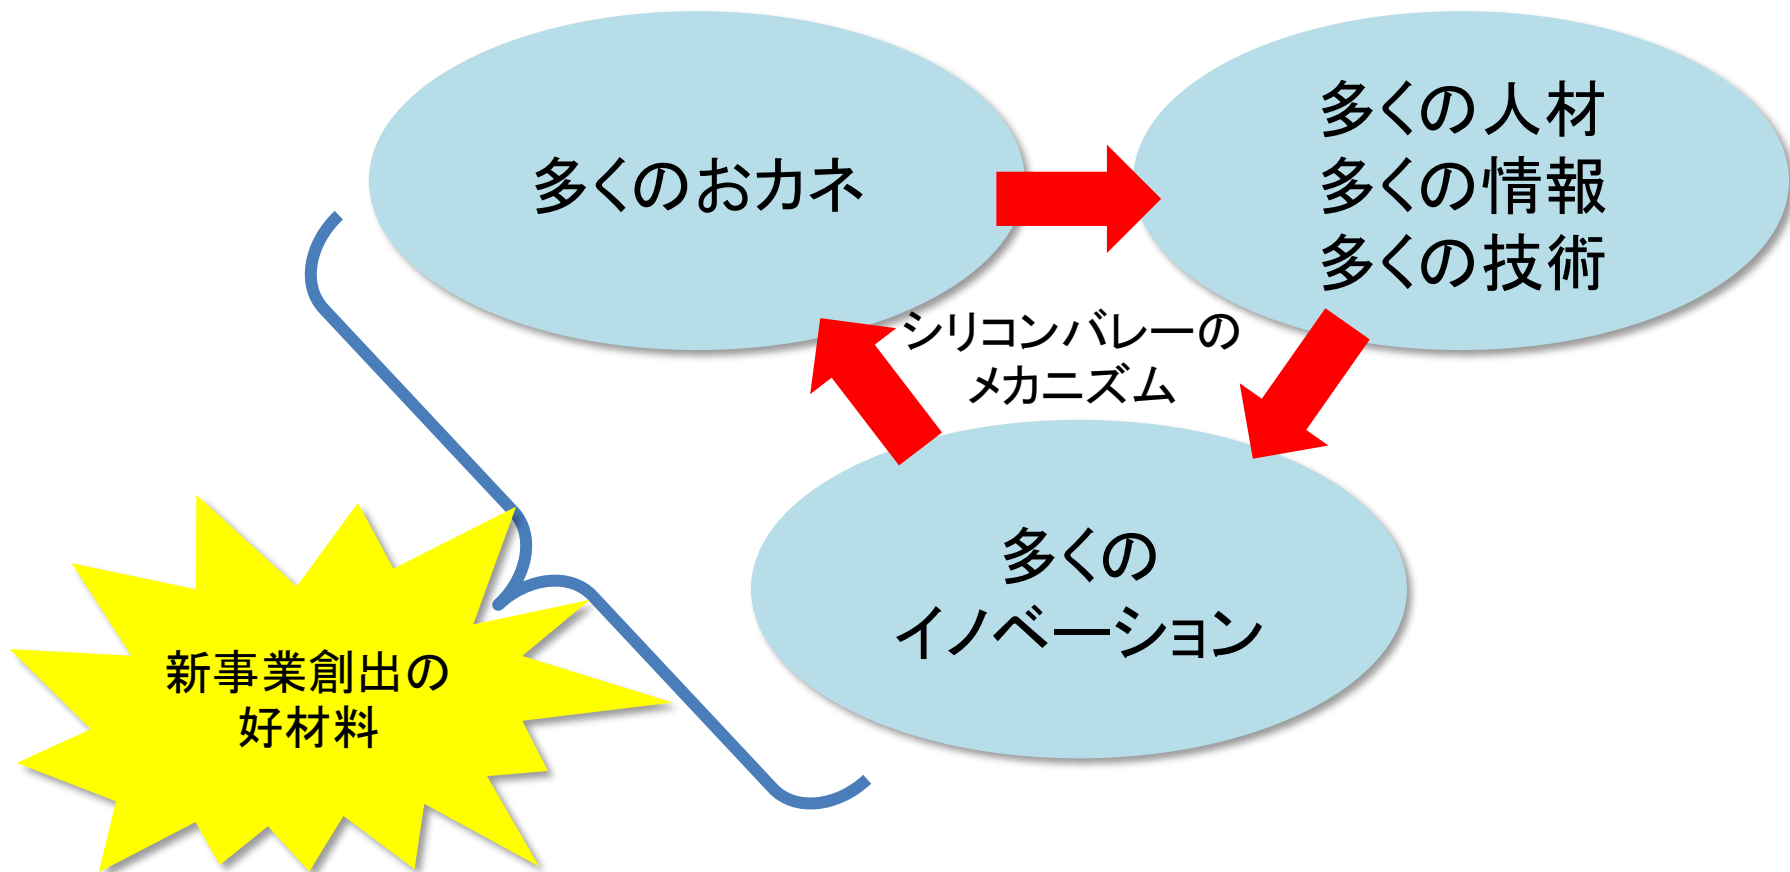 多くのおカネ
多くの人材
多くの情報
多くの技術
シリコンバレーの
メカニズム
多くの
イノベーション
新事業創出の
好材料